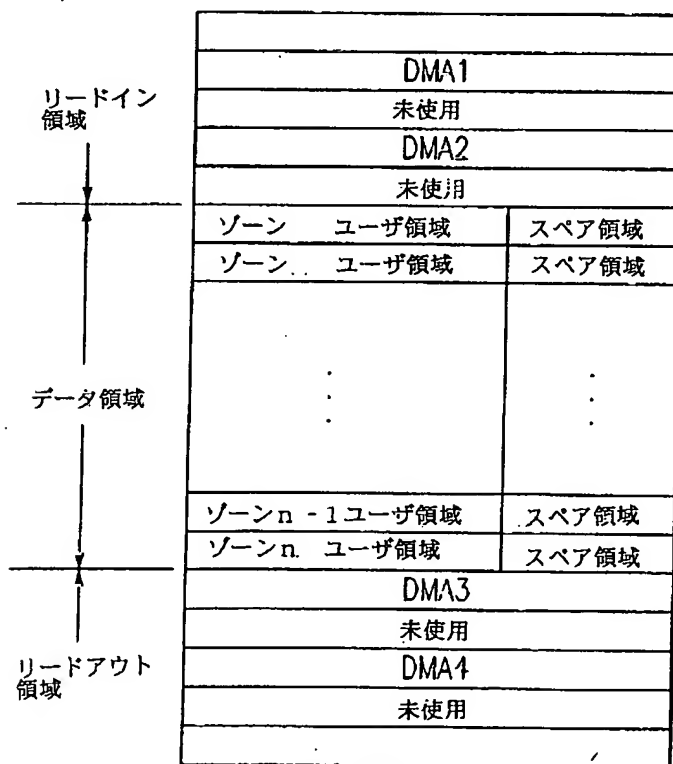 DMA1
リードイン
領域
未使用
DMA2
未使用
ゾーン ユーザ領域 スペア領域
ゾーン ユーザ領域 スペア領域
データ領域
ゾーンn-1ユーザ領域 スペア領域
ゾーンn ユーザ領域 スペア領域
DMA3
未使用
リードアウト
領域
DMA4
未使用